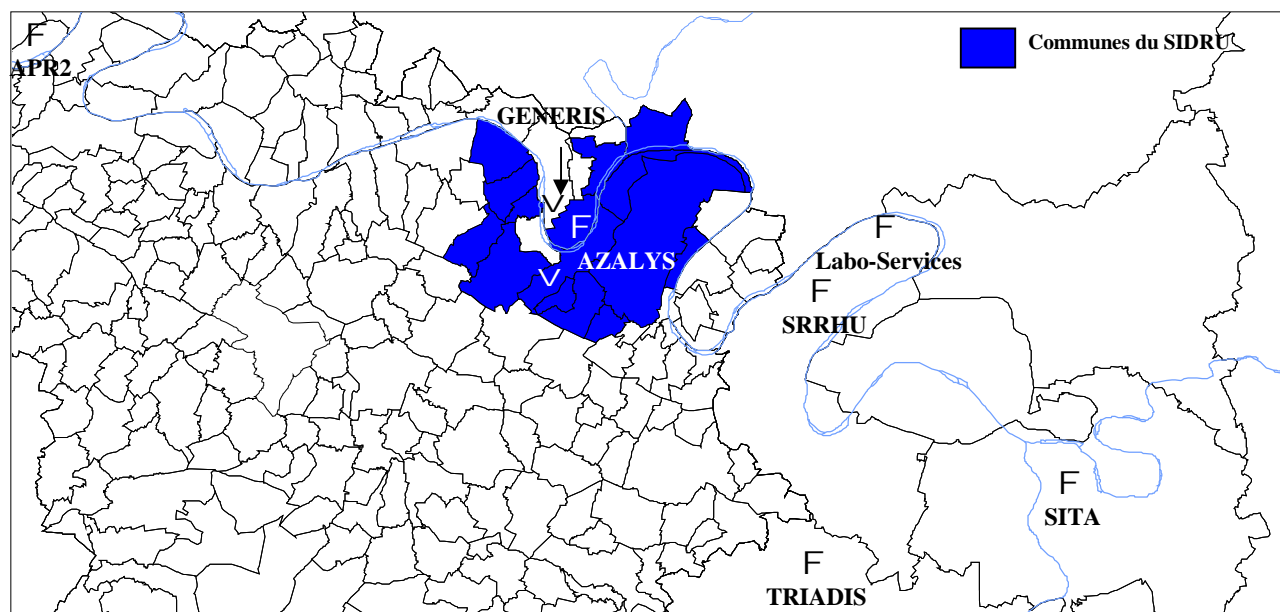 F
APR2
Communes du SIDRU
GENERIS
V
F
AZALYS
V
F
Labo-Services
F
SRRHU
F
SITA
F
TRIADIS